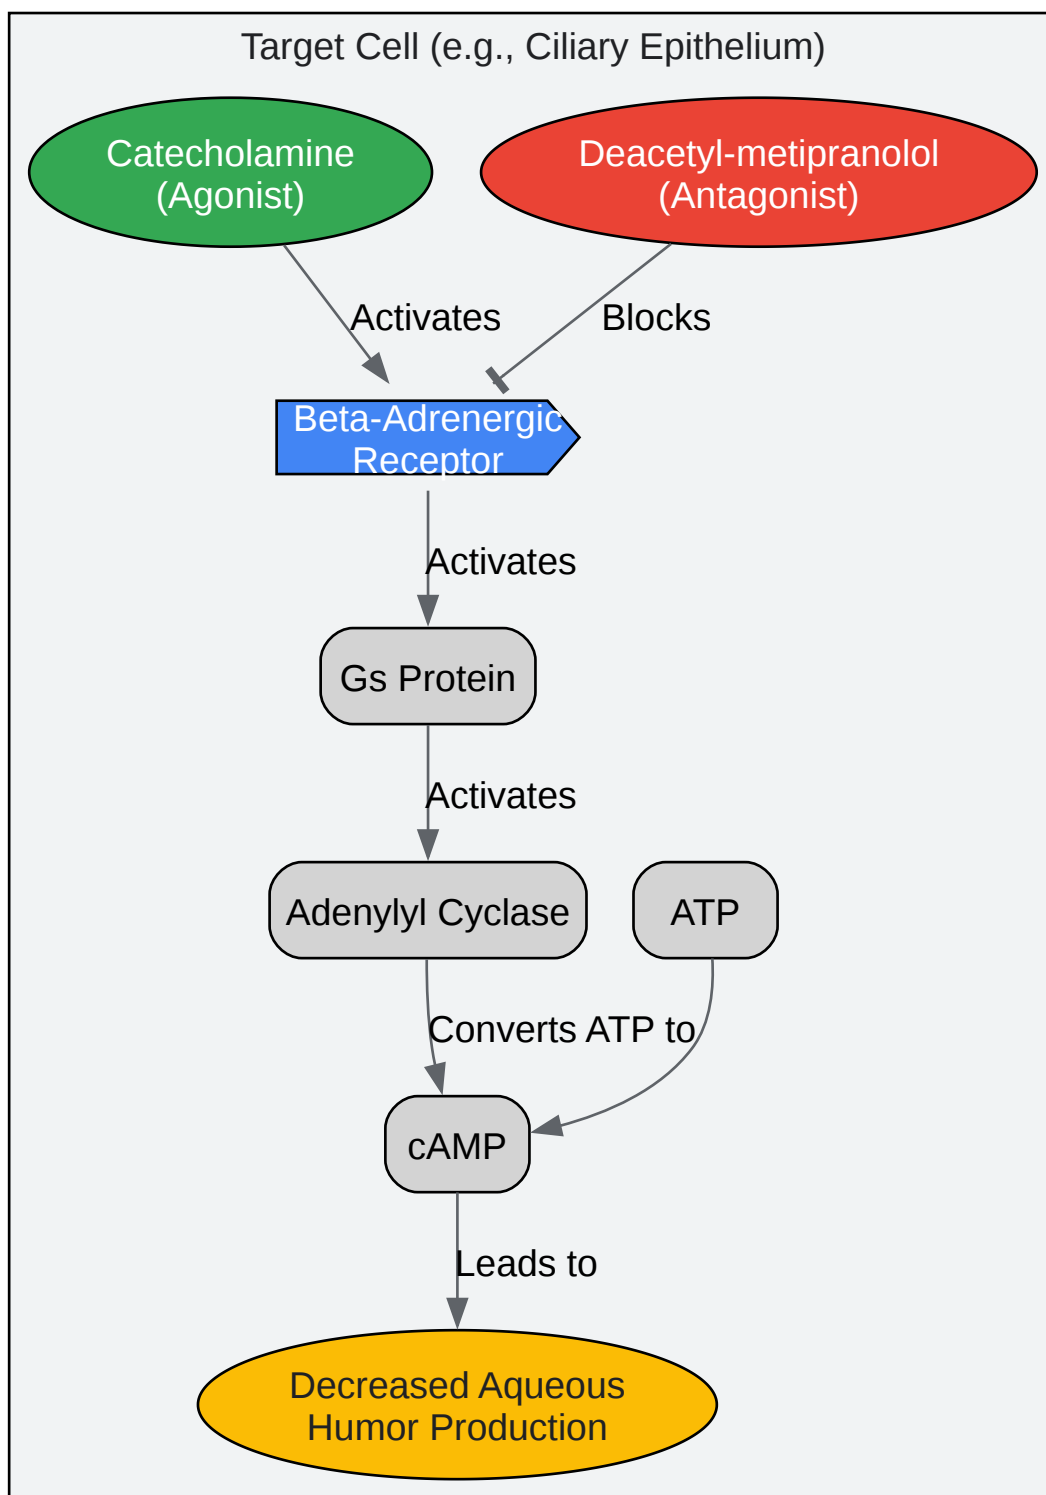 Target Cell (e.g., Ciliary Epithelium)
Catecholamine
(Agonist)
Deacetyl-metipranolol
(Antagonist)
Activates
Blocks
Beta-Adrenergic
Receptor
Activates
Gs Protein
Activates
Adenylyl Cyclase
ATP
Converts ATP to
cAMP
Leads to
Decreased Aqueous
Humor Production